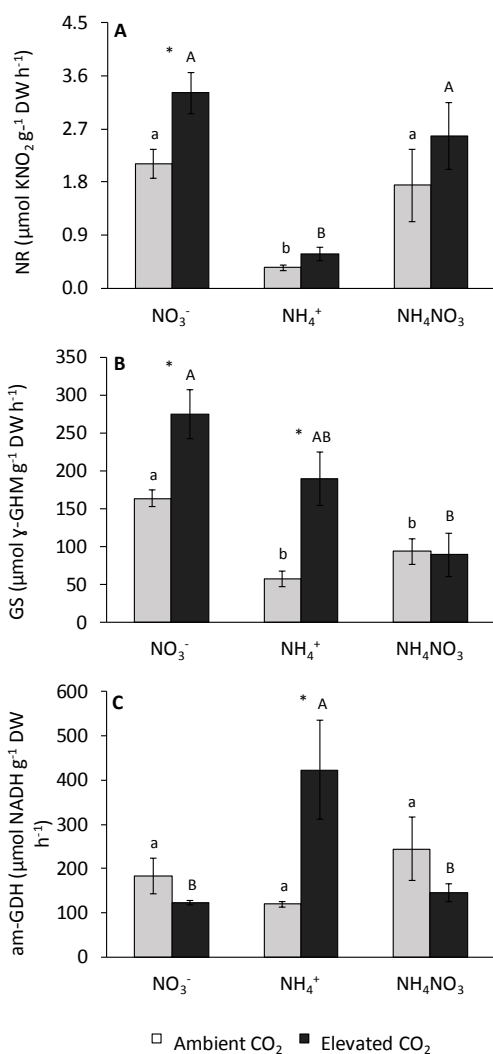 A
NR (µmol KNO₂ g⁻¹ DW h⁻¹)
4.5
3.6
2.7
1.8
0.9
0.0
* A
a
b B
a A
NO₃⁻ NH₄⁺ NH₄NO₃
B
GS (µmol γ-GHM g⁻¹ DW h⁻¹)
350
300
250
200
150
100
50
0
* A
a
* AB
b
b B
NO₃⁻ NH₄⁺ NH₄NO₃
C
am-GDH (µmol NADH g⁻¹ DW
h⁻¹)
600
500
400
300
200
100
0
a B
* A
a
a B
NO₃⁻ NH₄⁺ NH₄NO₃
Ambient CO₂ Elevated CO₂